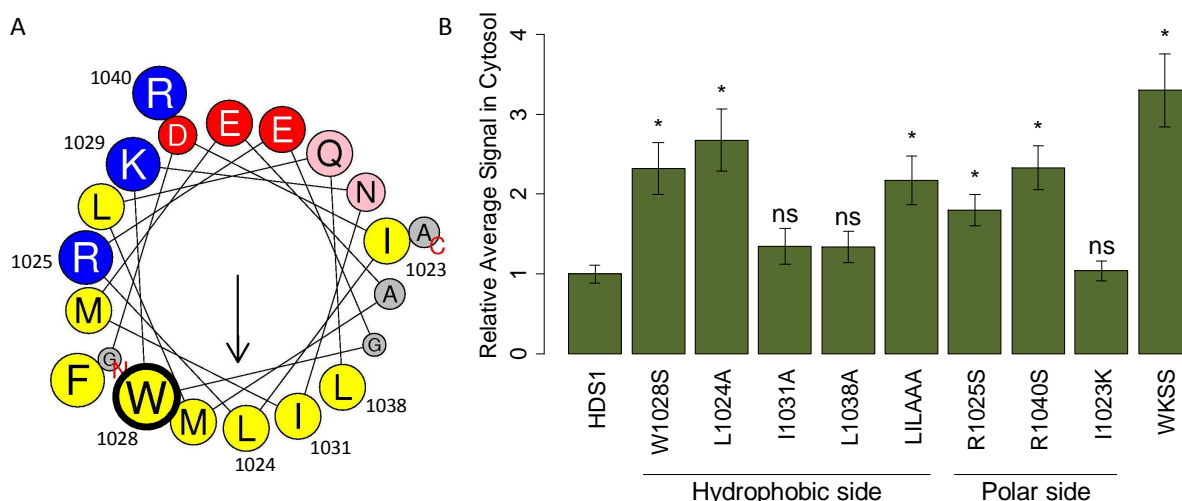 A
1040
R
D
E
E
Q
1029
K
N
L
I
A
C
1023
R
1025
A
M
G
G
N
F
W
1028
M
L
1024
I
1031
L
1038
B
Relative Average Signal in Cytosol
4
3
2
1
0
*
*
ns
ns
*
*
*
ns
*
HDS1
W1028S
L1024A
I1031A
L1038A
LILAAA
R1025S
R1040S
I1023K
WKSS
Hydrophobic side
Polar side